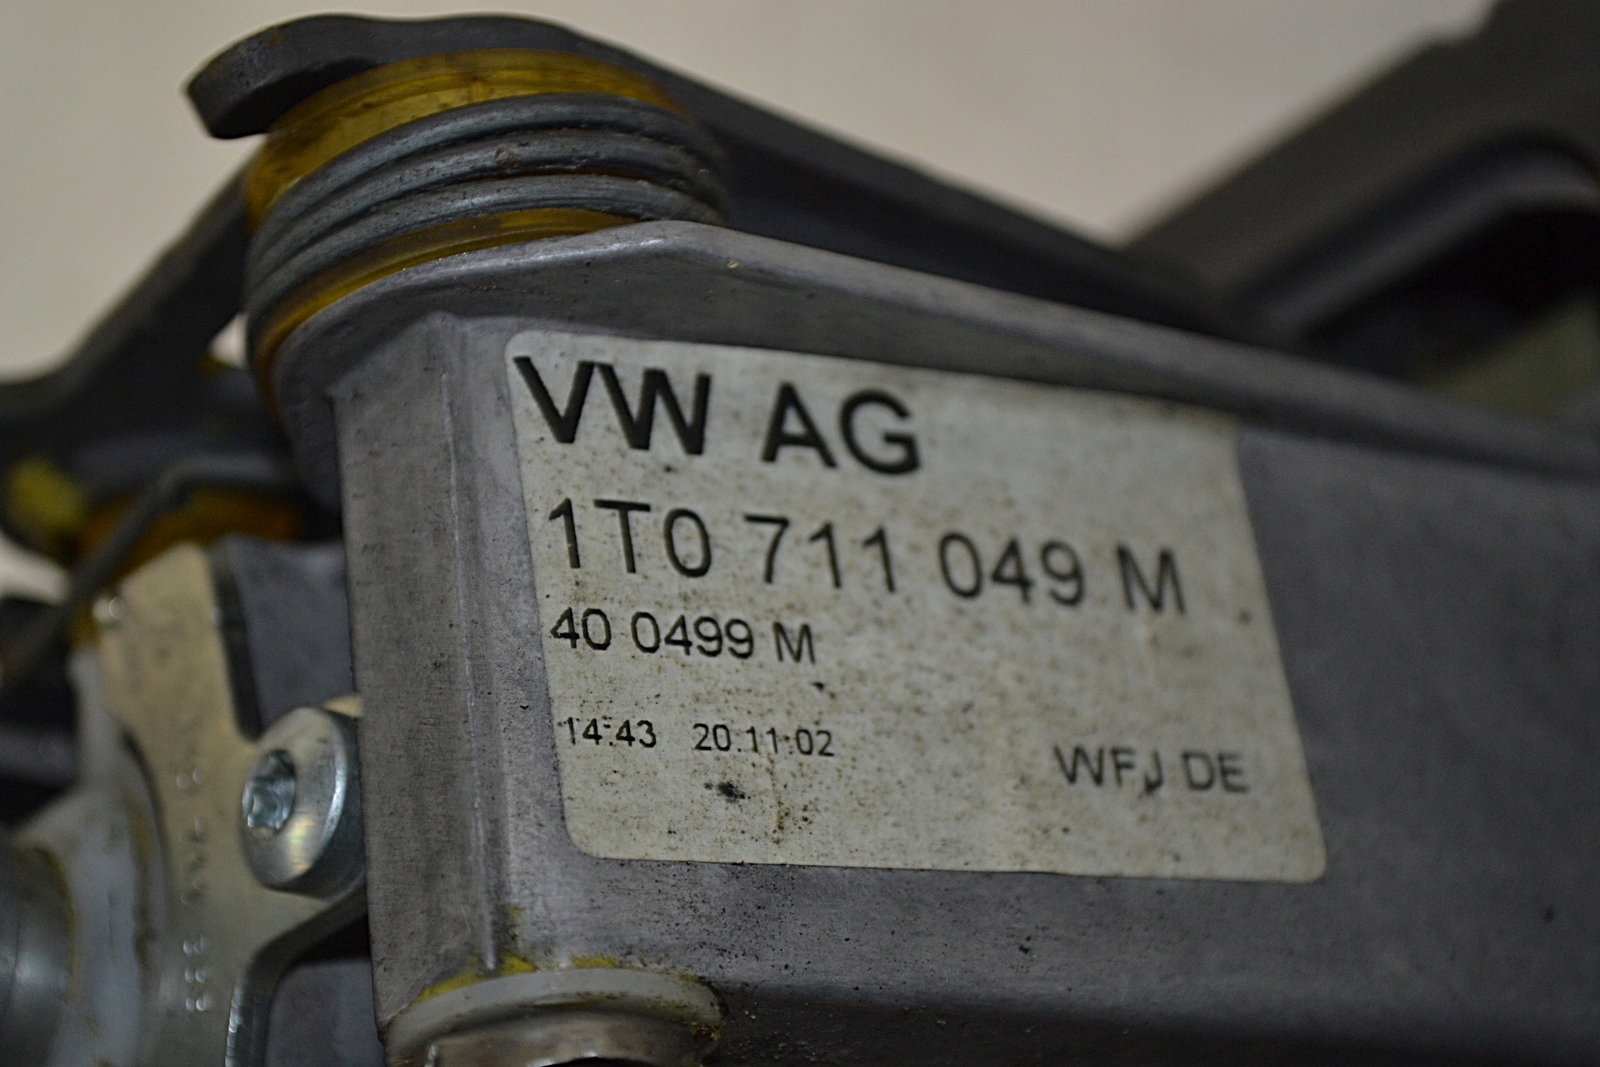 VW AG
1T0 711 049 M
40 0499 M
14:43 20.11.02
WFJ DE